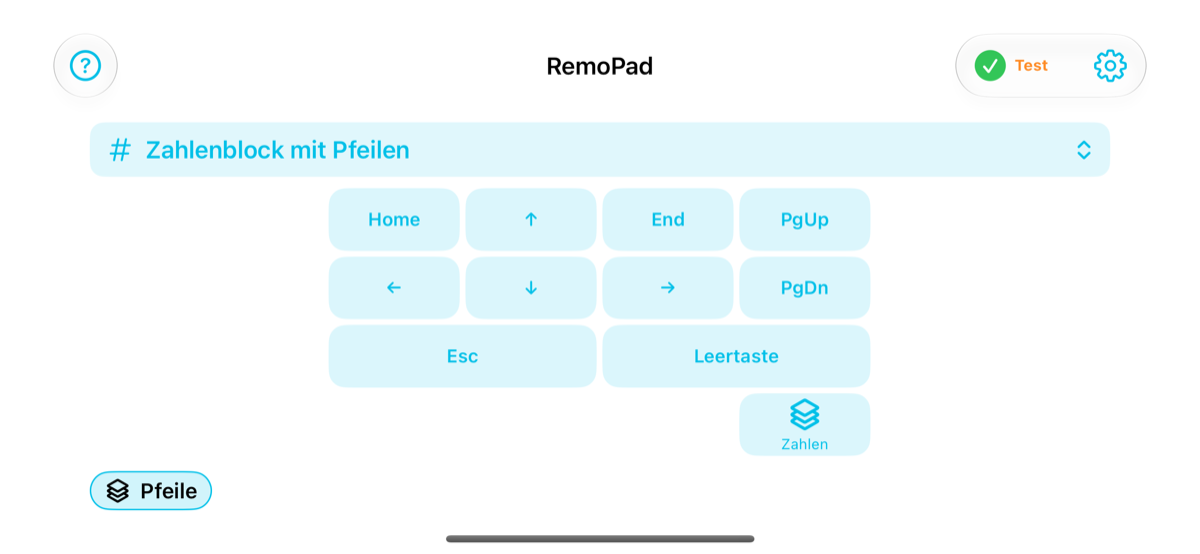 RemoPad
Test
# Zahlenblock mit Pfeilen
Home ↑ End PgUp
← ↓ → PgDn
Esc Leertaste
Zahlen
Pfeile